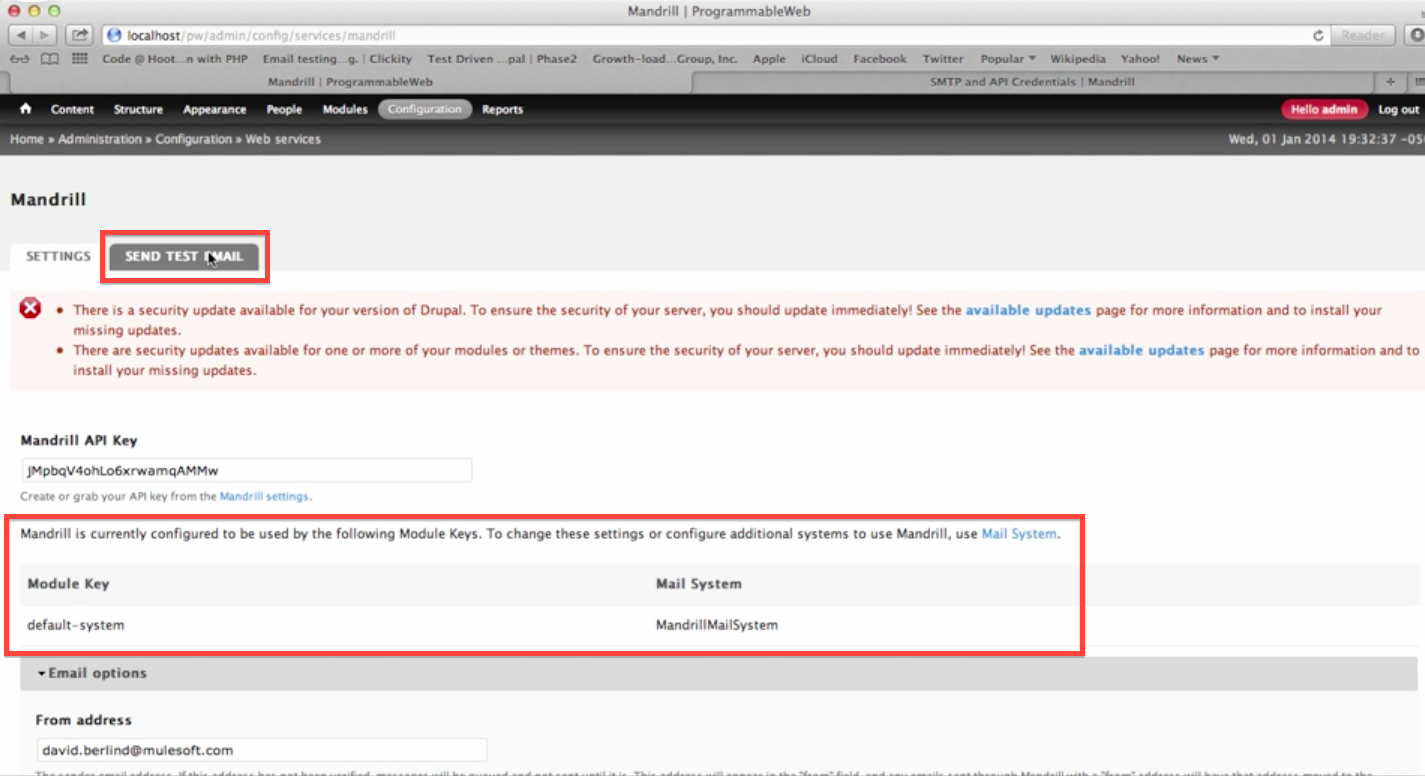 Mandrill | ProgrammableWeb
localhost/pw/admin/config/services/mandrill
Reader
Code @ Hoot...n with PHP Email testing....g. | Clickity Test Driven ...pal | Phase2 Growth-load...Group, Inc. Apple iCloud Facebook Twitter Popular ▾ Wikipedia Yahoo! News ▾
Mandrill | ProgrammableWeb SMTP and API Credentials | Mandrill +
Content Structure Appearance People Modules Configuration Reports Hello admin Log out
Home » Administration » Configuration » Web services Wed, 01 Jan 2014 19:32:37 -05
Mandrill
SETTINGS SEND TEST EMAIL
• There is a security update available for your version of Drupal. To ensure the security of your server, you should update immediately! See the available updates page for more information and to install your
missing updates.
• There are security updates available for one or more of your modules or themes. To ensure the security of your server, you should update immediately! See the available updates page for more information and to
install your missing updates.
Mandrill API Key
jMpbqV4ohLo6xrwamqAMMw
Create or grab your API key from the Mandrill settings.
Mandrill is currently configured to be used by the following Module Keys. To change these settings or configure additional systems to use Mandrill, use Mail System.
Module Key Mail System
default-system MandrillMailSystem
Email options
From address
david.berlind@mulesoft.com